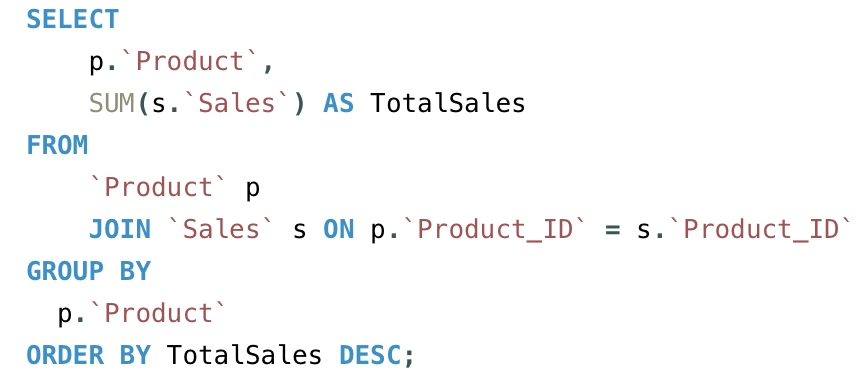 SELECT
p.`Product`,
SUM(s.`Sales`) AS TotalSales
FROM
`Product` p
JOIN `Sales` s ON p.`Product_ID` = s.`Product_ID`
GROUP BY
p.`Product`
ORDER BY TotalSales DESC;